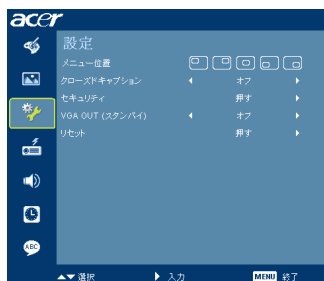 acer
設定
メニュー位置
クローズドキャプション オフ
セキュリティ 押す
VGA OUT (スタンバイ) オフ
リセット 押す
ABC
選択 入力 MENU 終了